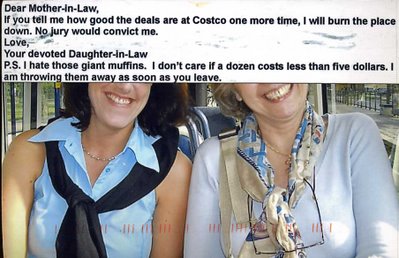 Dear Mother-in-Law,
If you tell me how good the deals are at Costco one more time, I will burn the place
down. No jury would convict me.
Love,
Your devoted Daughter-in-Law
P.S. I hate those giant muffins.  I don't care if a dozen costs less than five dollars. I
am throwing them away as soon as you leave.